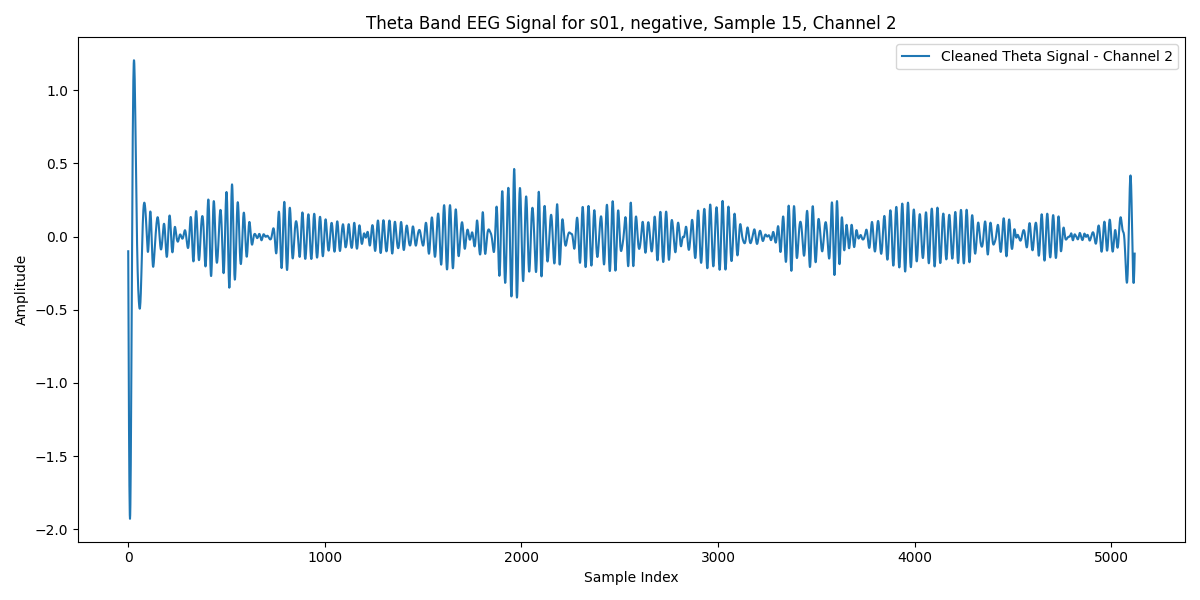 Theta Band EEG Signal for s01, negative, Sample 15, Channel 2
Cleaned Theta Signal - Channel 2
Amplitude
1.0
0.5
0.0
−0.5
−1.0
−1.5
−2.0
0 1000 2000 3000 4000 5000
Sample Index